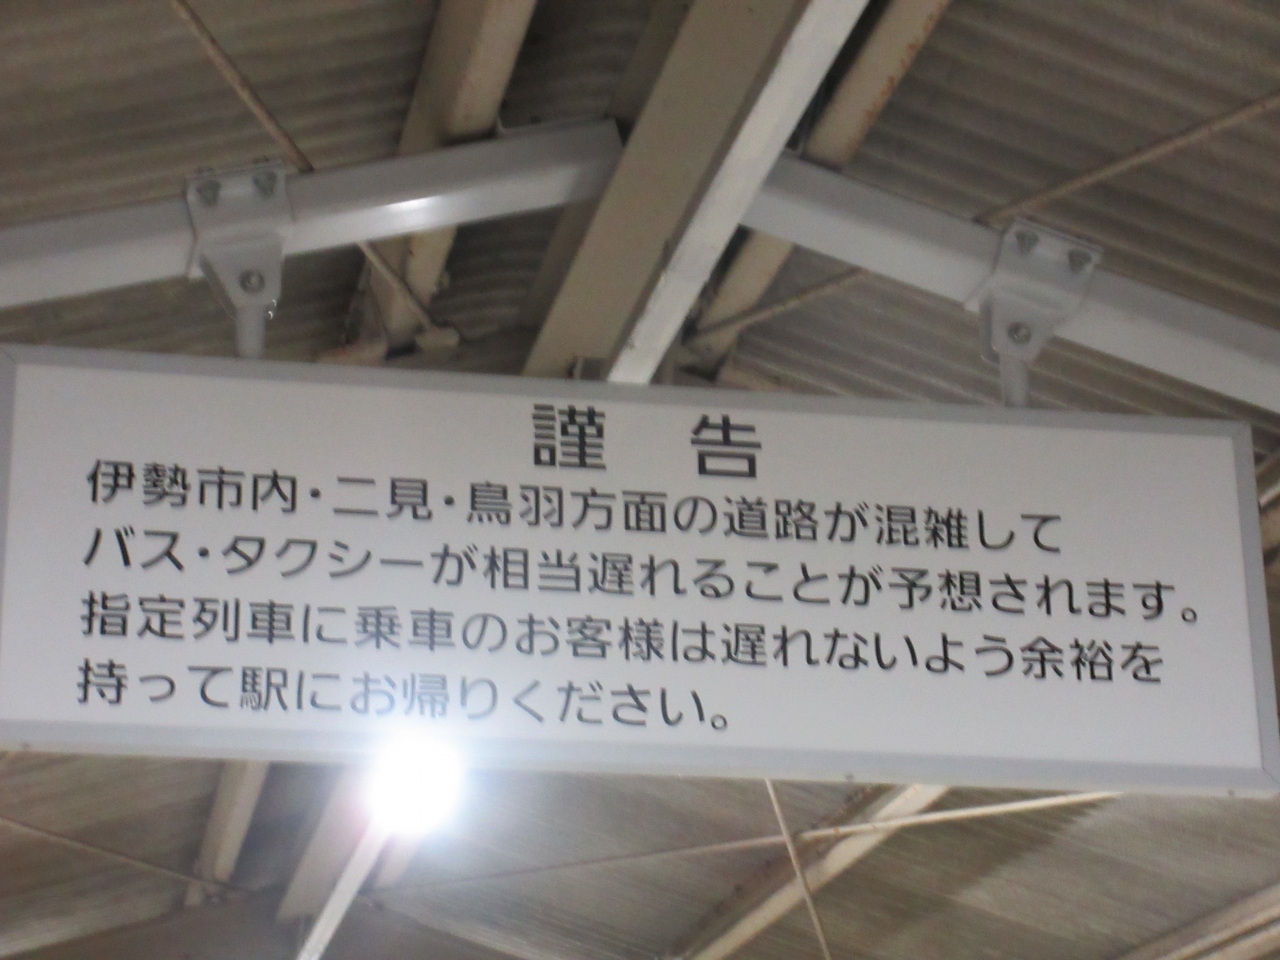 謹告
伊勢市内・二見・鳥羽方面の道路が混雑して
バス・タクシーが相当遅れることが予想されます。
指定列車に乗車のお客様は遅れないよう余裕を
持って駅にお帰りください。